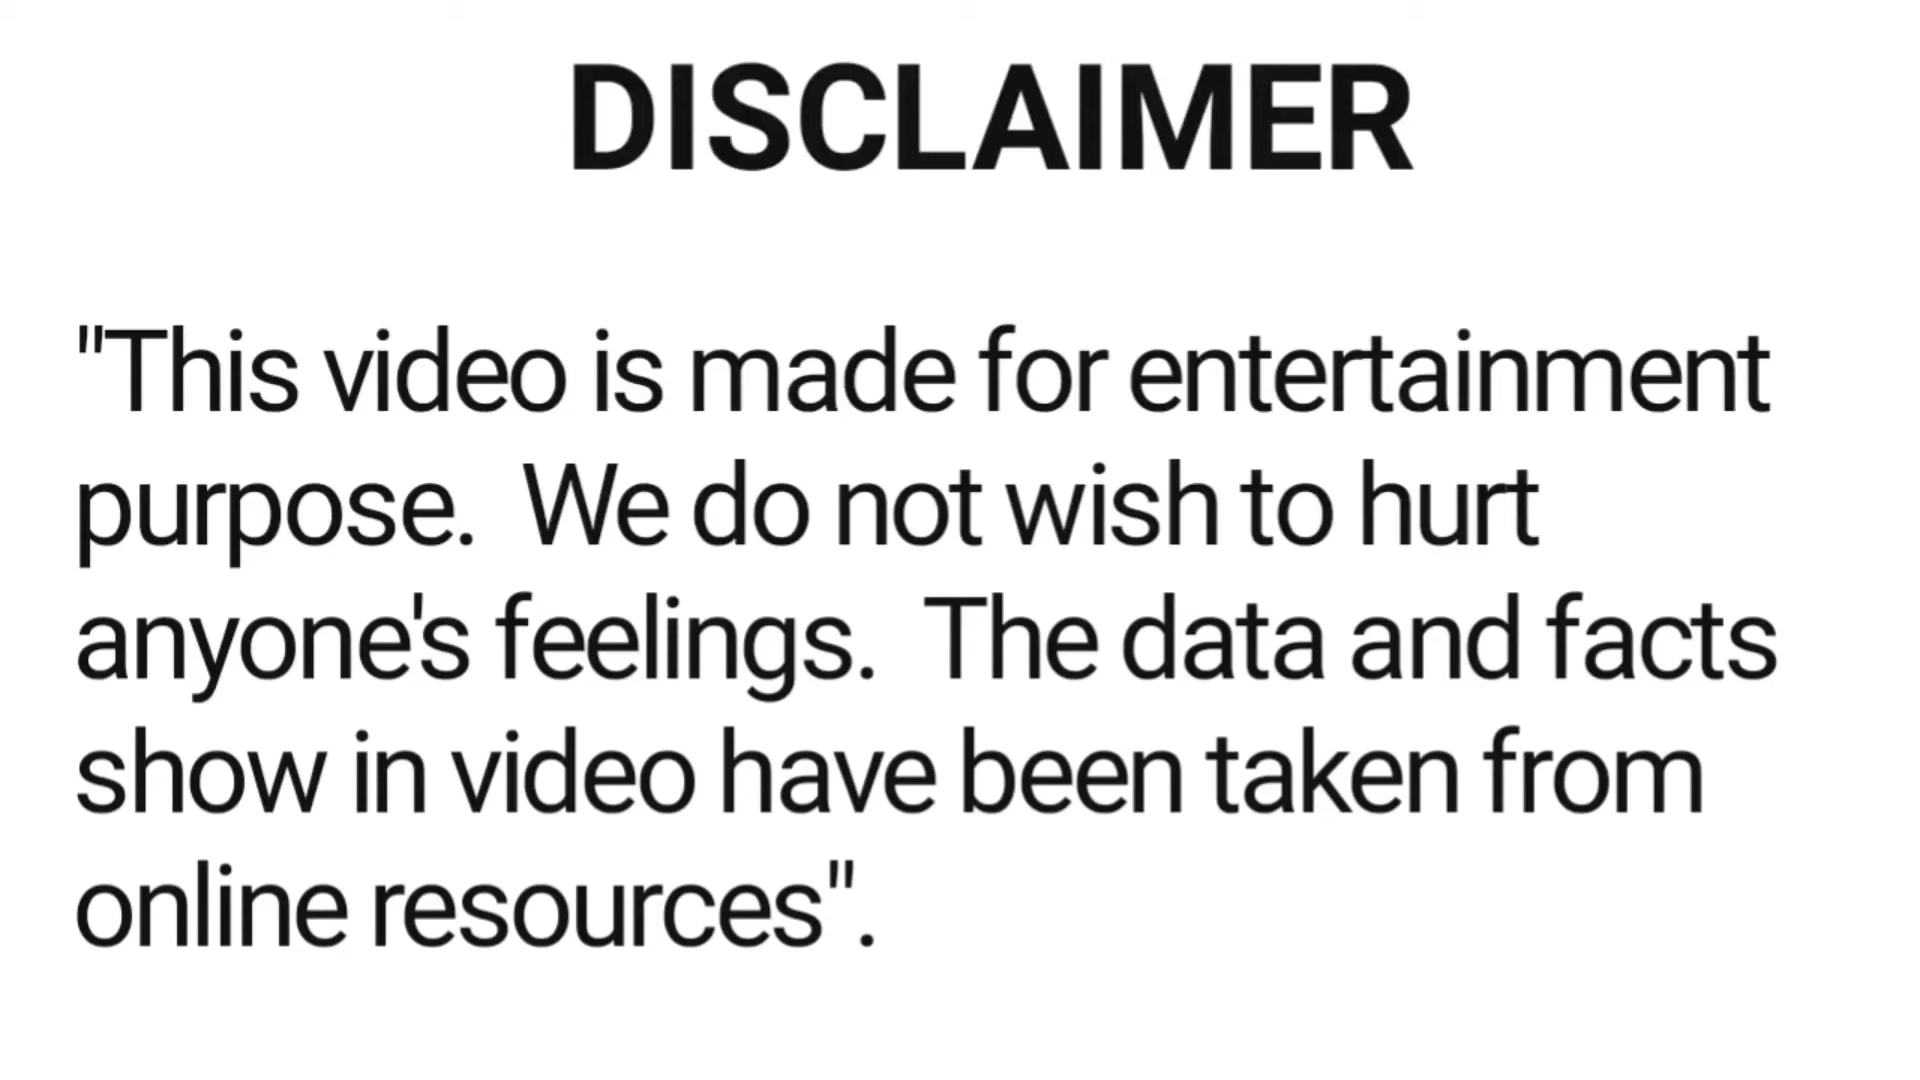 DISCLAIMER
"This video is made for entertainment
purpose.  We do not wish to hurt
anyone's feelings.  The data and facts
show in video have been taken from
online resources".